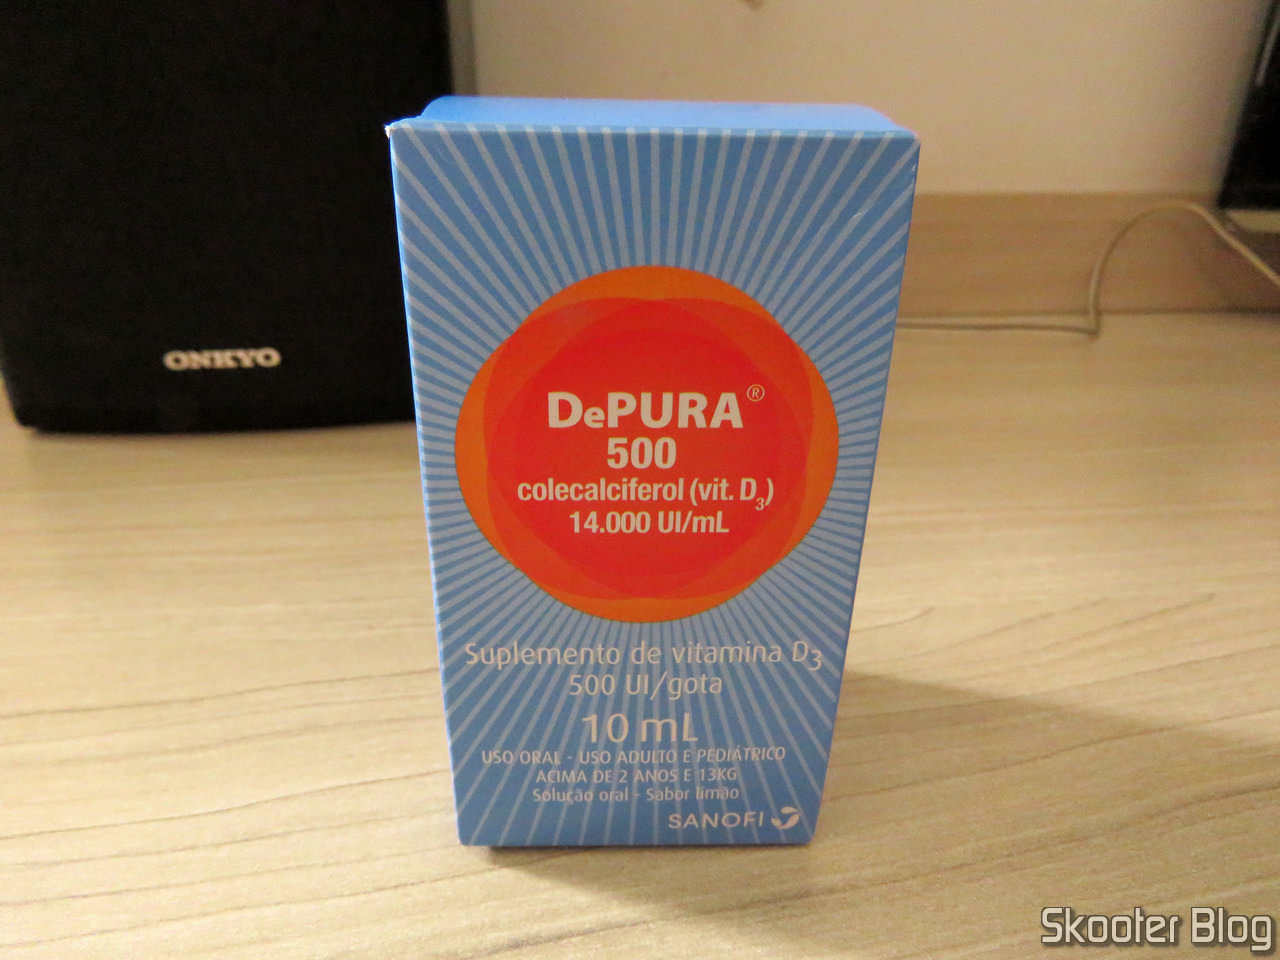 ONKYO
DePURA®
500
colecalciferol (vit. D3)
14.000 UI/mL
Suplemento de vitamina D3
500 UI/gota
10 mL
USO ORAL - USO ADULTO E PEDIÁTRICO
ACIMA DE 2 ANOS E 13KG
Solução oral - Sabor limão
SANOFI
Skooter Blog